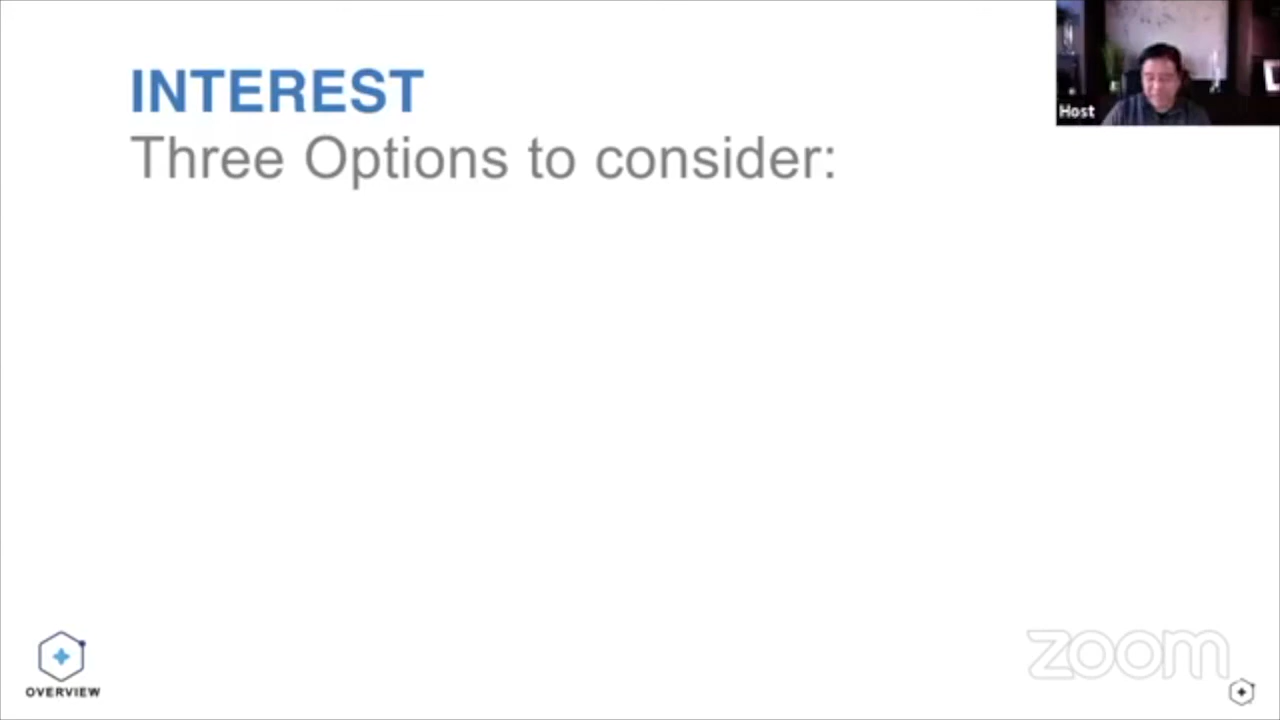 INTEREST
Three Options to consider:
Host
OVERVIEW
zoom